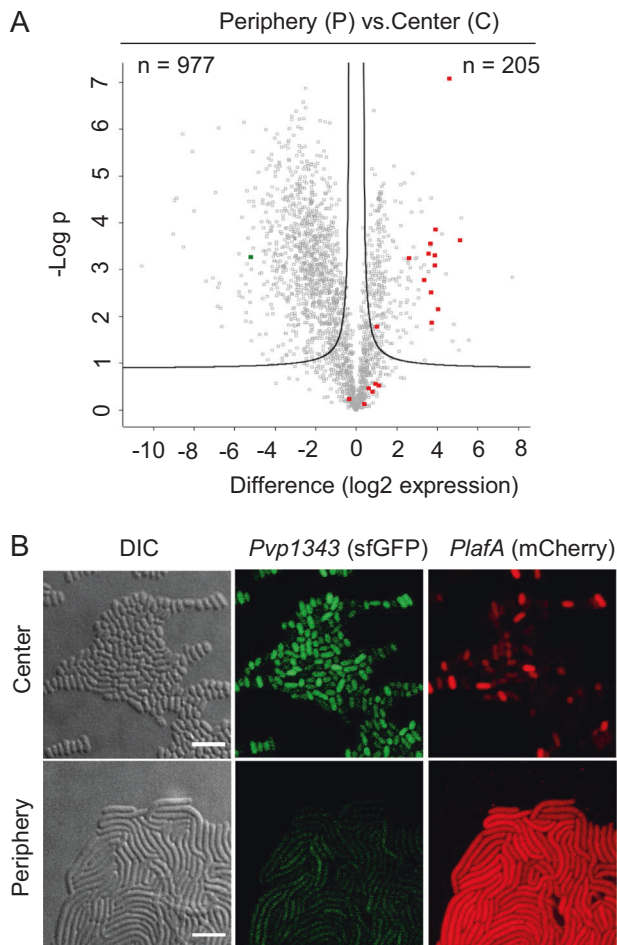 A
Periphery (P) vs.Center (C)
n = 977
n = 205
7
6
5
4
3
2
1
0
-Log p
-10 -8 -6 -4 -2 0 2 4 6 8
Difference (log2 expression)
B
DIC
Pvp1343 (sfGFP)
PlafA (mCherry)
Center
Periphery